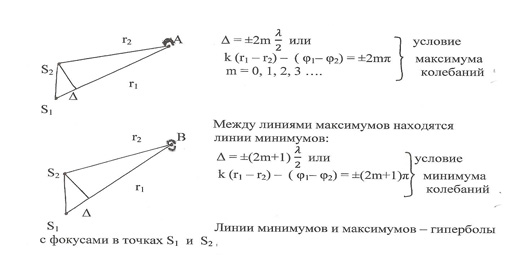 r₂ A
S₂
r₁
Δ
S₁
Δ = ±2m λ/2 или
k (r₁ – r₂) – ( φ₁– φ₂) = ±2mπ
m = 0, 1, 2, 3 ….
условие
максимума
колебаний
Между линиями максимумов находятся
линии минимумов:
r₂ B
S₂
r₁
Δ
S₁
Δ = ±(2m+1) λ/2 или
k (r₁ – r₂) – ( φ₁– φ₂) = ±(2m+1)π
условие
минимума
колебаний
Линии минимумов и максимумов – гиперболы
с фокусами в точках S₁ и S₂.